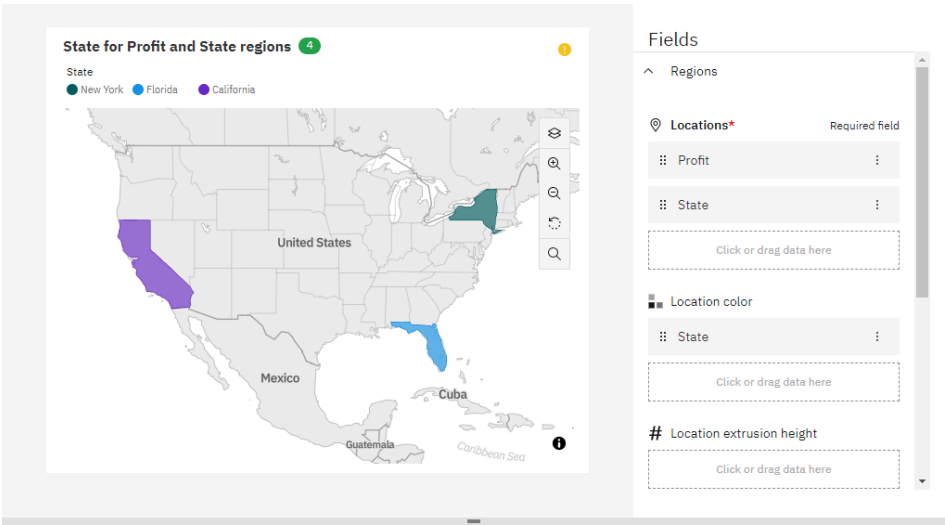 State for Profit and State regions 4
State
New York Florida California
United States
Mexico
Cuba
Guatemala
Caribbean Sea
Fields
Regions
Locations* Required field
Profit
State
Click or drag data here
Location color
State
Click or drag data here
# Location extrusion height
Click or drag data here